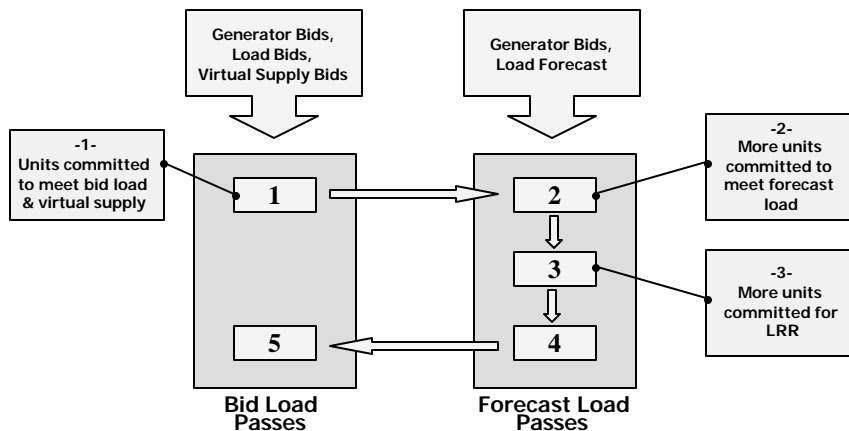 Generator Bids,
Load Bids,
Virtual Supply Bids
Generator Bids,
Load Forecast
-1-
Units committed
to meet bid load
& virtual supply
1
2
3
4
5
-2-
More units
committed to
meet forecast
load
-3-
More units
committed for
LRR
Bid Load
Passes
Forecast Load
Passes